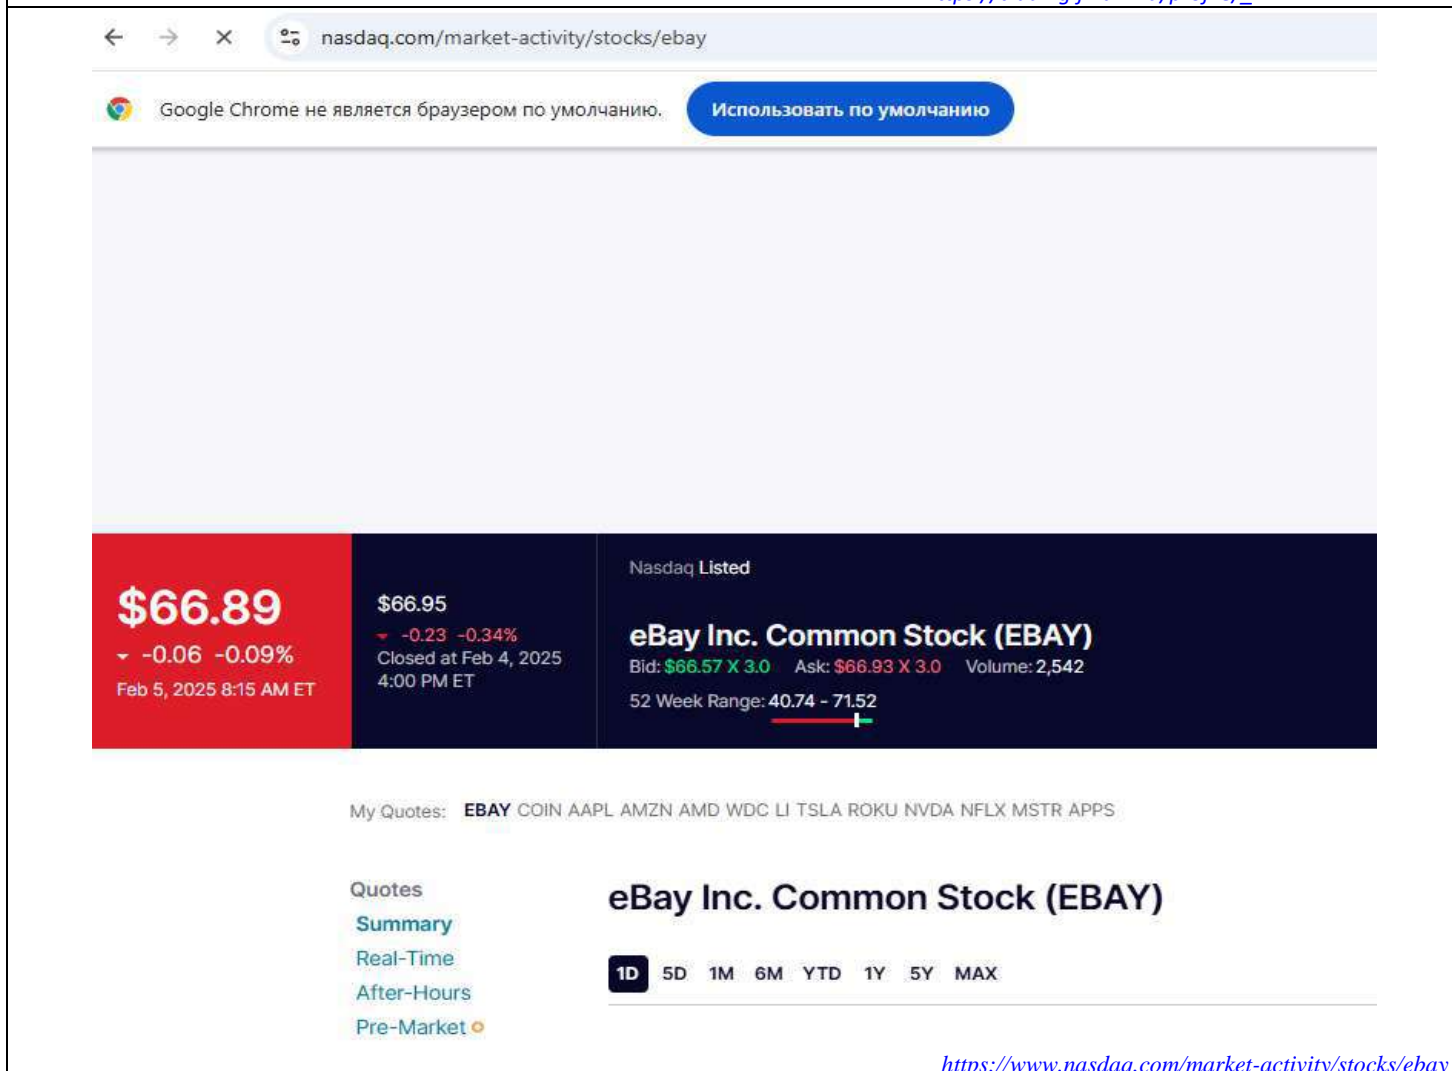 nasdaq.com/market-activity/stocks/ebay
Google Chrome не является браузером по умолчанию. Использовать по умолчанию
$66.89
-0.06 -0.09%
Feb 5, 2025 8:15 AM ET
$66.95
-0.23 -0.34%
Closed at Feb 4, 2025
4:00 PM ET
Nasdaq Listed
eBay Inc. Common Stock (EBAY)
Bid: $66.57 X 3.0 Ask: $66.93 X 3.0 Volume: 2,542
52 Week Range: 40.74 - 71.52
My Quotes: EBAY COIN AAPL AMZN AMD WDC LI TSLA ROKU NVDA NFLX MSTR APPS
Quotes
Summary
Real-Time
After-Hours
Pre-Market
eBay Inc. Common Stock (EBAY)
1D 5D 1M 6M YTD 1Y 5Y MAX
https://www.nasdaq.com/market-activity/stocks/ebay